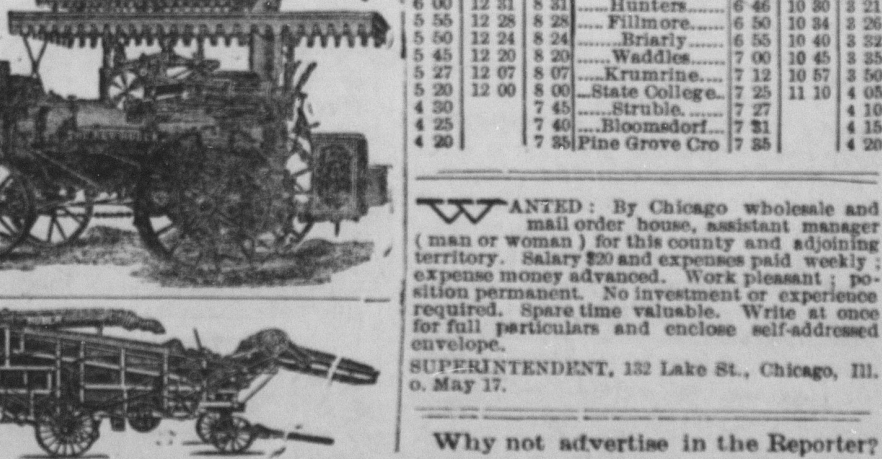 6 00 12 31 8 31 ......Hunters.... 6 46 10 30 3 21
5 55 12 28 8 28 .....Fillmore..... 6 50 10 34 3 26
5 50 12 24 8 24 .......Briarly...... 6 55 10 40 3 32
5 45 12 20 8 20 ......Waddles..... 7 00 10 45 3 35
5 27 12 07 8 07 .....Krumrine.... 7 12 10 57 3 50
5 20 12 00 8 00 ...State College.. 7 25 11 10 4 05
4 30 7 45 .......Struble....... 7 27 4 10
4 25 7 40 .....Bloomsdorf.... 7 31 4 15
4 20 7 35 Pine Grove Cro 7 35 4 20
WANTED : By Chicago wholesale and
mail order house, assistant manager
( man or woman ) for this county and adjoining
territory. Salary $20 and expenses paid weekly ;
expense money advanced. Work pleasant ; po-
sition permanent. No investment or experience
required. Spare time valuable. Write at once
for full particulars and enclose self-addressed
envelope.
SUPERINTENDENT, 132 Lake St., Chicago, Ill.
o. May 17.
Why not advertise in the Reporter?